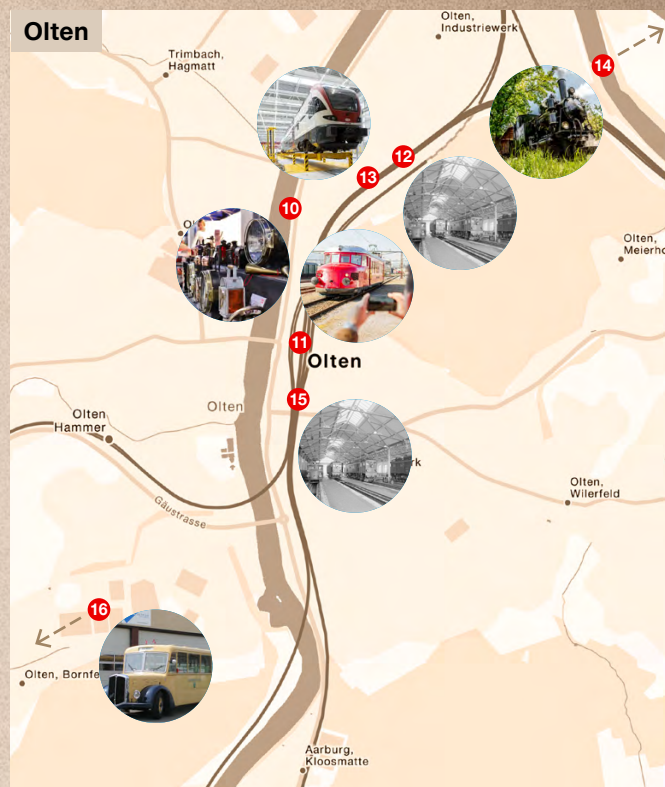 Olten
Olten,
Industriewerk
14
Trimbach,
Hagmatt
12
13
10
Olten,
11
Olten
15
Olten
Olten
Hammer
rk
Olten,
Wilerfeld
Gäustrasse
16
Olten, Bornfe
Aarburg,
Kloosmatte